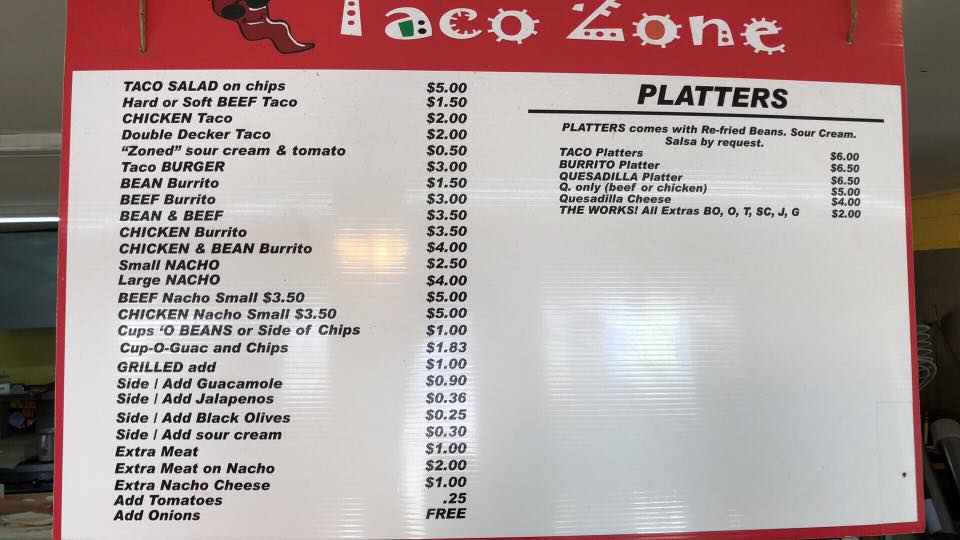 Taco Zone
TACO SALAD on chips $5.00
Hard or Soft BEEF Taco $1.50
CHICKEN Taco $2.00
Double Decker Taco $2.00
“Zoned” sour cream & tomato $0.50
Taco BURGER $3.00
BEAN Burrito $1.50
BEEF Burrito $3.00
BEAN & BEEF $3.50
CHICKEN Burrito $3.50
CHICKEN & BEAN Burrito $4.00
Small NACHO $2.50
Large NACHO $4.00
BEEF Nacho Small $3.50 $5.00
CHICKEN Nacho Small $3.50 $5.00
Cups ‘O BEANS or Side of Chips $1.00
Cup-O-Guac and Chips $1.83
GRILLED add $1.00
Side / Add Guacamole $0.90
Side / Add Jalapenos $0.36
Side / Add Black Olives $0.25
Side / Add sour cream $0.30
Extra Meat $1.00
Extra Meat on Nacho $2.00
Extra Nacho Cheese $1.00
Add Tomatoes .25
Add Onions FREE
PLATTERS
PLATTERS comes with Re-fried Beans. Sour Cream.
Salsa by request.
TACO Platters $6.00
BURRITO Platter $6.50
QUESADILLA Platter $6.50
Q. only (beef or chicken) $5.00
Quesadilla Cheese $4.00
THE WORKS! All Extras BO, O, T, SC, J, G $2.00